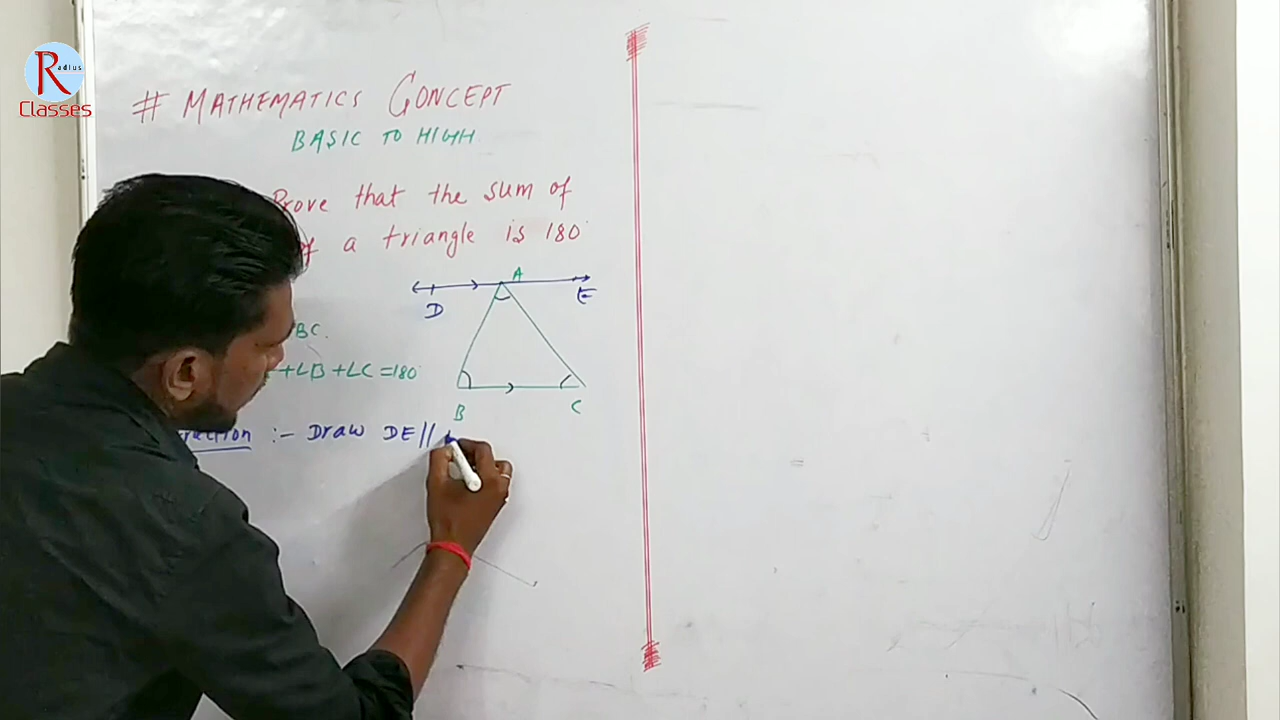 Radius
Classes
# MATHEMATICS CONCEPT
BASIC TO HIGH
Prove that the sum of
of a triangle is 180°
A
D
E
BC.
+∠B +∠C =180°
B
C
:- Draw DE//